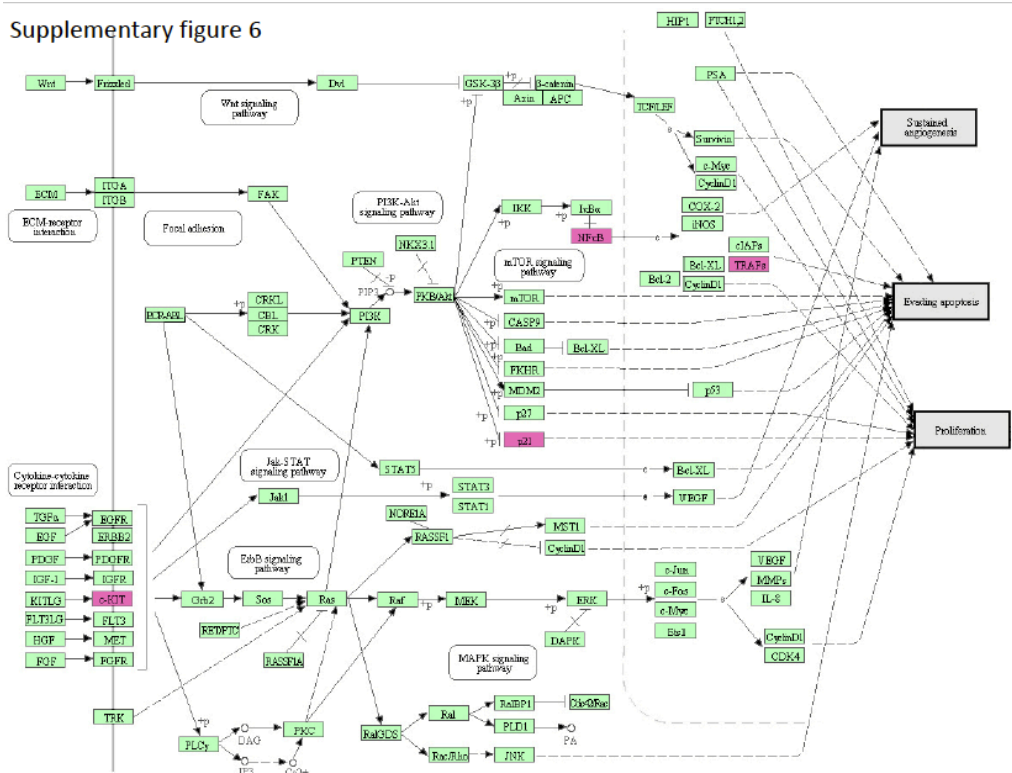 Supplementary figure 6
HIP1
PTCH1,2
Wnt
Frizzled
Dvl
GSK-3β
+p
β-catenin
Axin
APC
PSA
Wnt signaling
pathway
+p
TCF/LEF
Sustained
angiogenesis
e
Survivin
c-Myc
CyclinD1
ECM
ITGA
ITGB
FAK
PI3K-Akt
signaling pathway
IKK
IκBα
COX-2
iNOS
ECM-receptor
interaction
Focal adhesion
+p
NFκB
e
NKX3.1
cIAPs
PTEN
mTOR signaling
pathway
Bcl-XL
TRAFs
Bcl-2
CyclinD1
PIP3
+p
PKB/Akt
+p
mTOR
Evading apoptosis
CRKL
BCR-ABL
+p
CBL
PI3K
CRK
+p
CASP9
+p
Bad
Bcl-XL
+p
FKHR
+p
MDM2
p53
+p
p27
+p
p21
Proliferation
Jak-STAT
signaling pathway
STAT5
e
Bcl-XL
Cytokine-cytokine
receptor interaction
Jak1
+p
STAT3
STAT1
e
VEGF
TGFα
EGFR
NORE1A
EGF
ERBB2
RASSF1
MST1
PDGF
PDGFR
ErbB signaling
pathway
CyclinD1
IGF-1
IGFR
c-Jun
VEGF
KITLG
c-KIT
Grb2
Sos
Ras
Raf
+p
MEK
+p
ERK
+p
c-Fos
c-Myc
Ets1
e
MMPs
IL-8
FLT3LG
FLT3
RET/PTC
HGF
MET
DAPK
CyclinD1
CDK4
FGF
FGFR
RASSF1A
MAPK signaling
pathway
TRK
+p
PLCγ
DAG
PKC
IP3
RalGDS
Ral
RalBP1
Cdc42/Rac
PLD1
PA
Rac/Rho
JNK